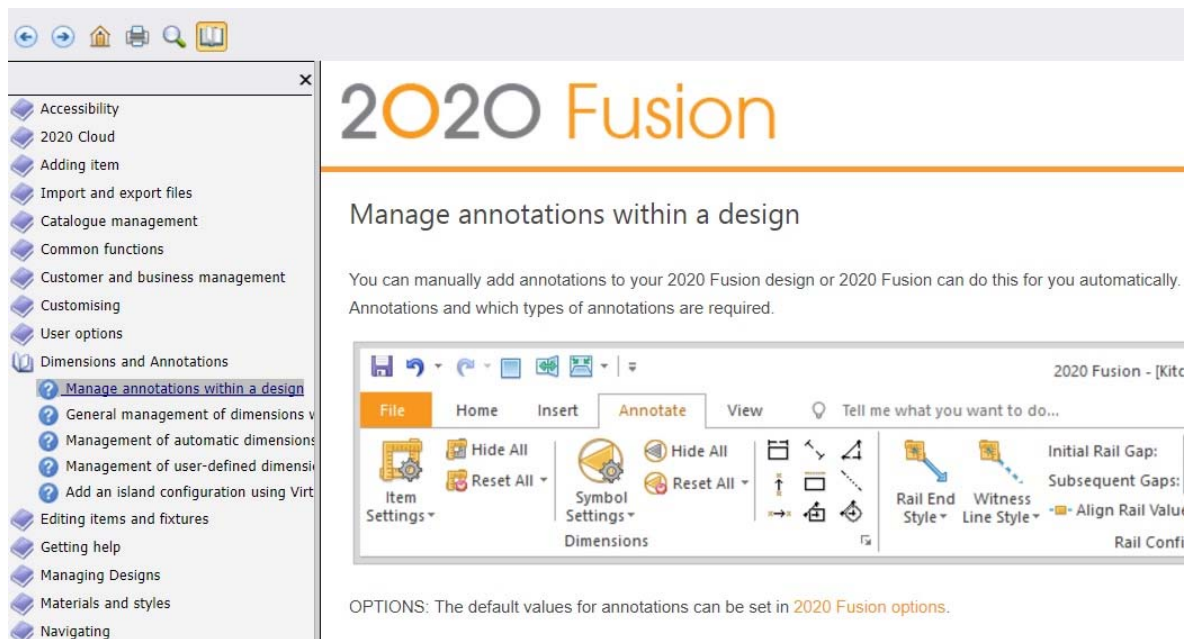 Accessibility
2020 Cloud
Adding item
Import and export files
Catalogue management
Common functions
Customer and business management
Customising
User options
Dimensions and Annotations
Manage annotations within a design
General management of dimensions
Management of automatic dimensions
Management of user-defined
Add an island configuration using
Editing items and fixtures
Getting help
Managing Designs
Materials and styles
Navigating
2020 Fusion
Manage annotations within a design
You can manually add annotations to your 2020 Fusion design or 2020 Fusion can do this for you automatically.
Annotations and which types of annotations are required.
2020 Fusion - [Kitc
File Home Insert Annotate View Tell me what you want to do...
Item Settings
Hide All
Reset All
Symbol Settings
Hide All
Reset All
Dimensions
Rail End Style
Witness Line Style
Initial Rail Gap:
Subsequent Gaps:
Align Rail Value
Rail Confi
OPTIONS: The default values for annotations can be set in 2020 Fusion options.